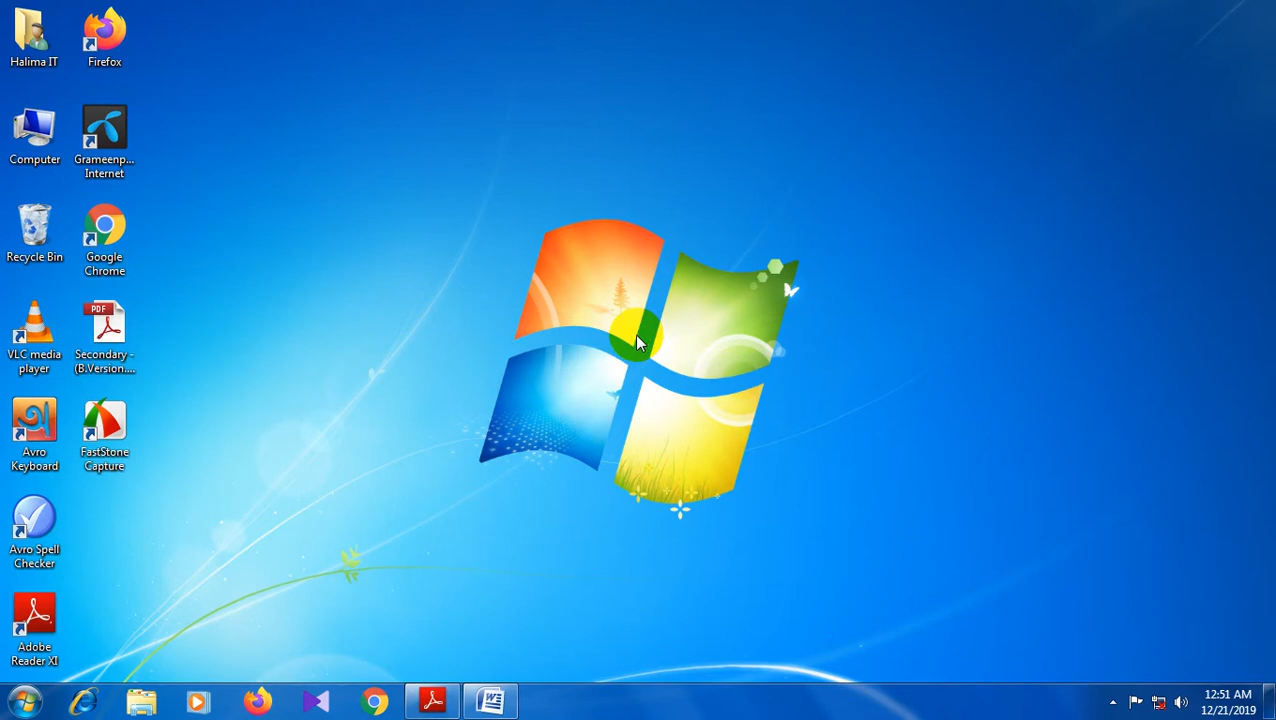 Halima IT
Firefox
Computer
Grameenp...
Internet
Recycle Bin
Google
Chrome
VLC media
player
PDF
Secondary -
(B.Version....
Avro
Keyboard
FastStone
Capture
Avro Spell
Checker
Adobe
Reader XI
12:51 AM
12/21/2019